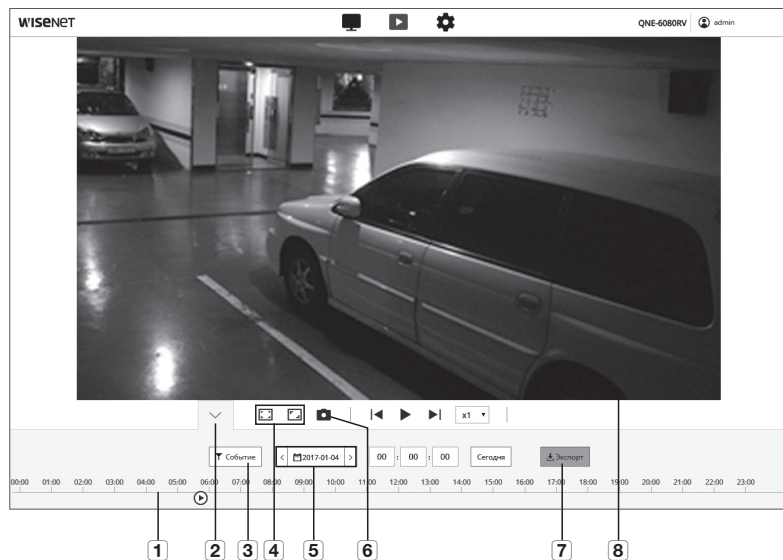 WISENET
QNE-6080RV admin
x1
Событие 2017-01-04 00 : 00 : 00 Сегодня Экспорт
00:00 01:00 02:00 03:00 04:00 05:00 06:00 07:00 08:00 09:00 10:00 11:00 12:00 13:00 14:00 15:00 16:00 17:00 18:00 19:00 20:00 21:00 22:00 23:00
1 2 3 4 5 6 7 8